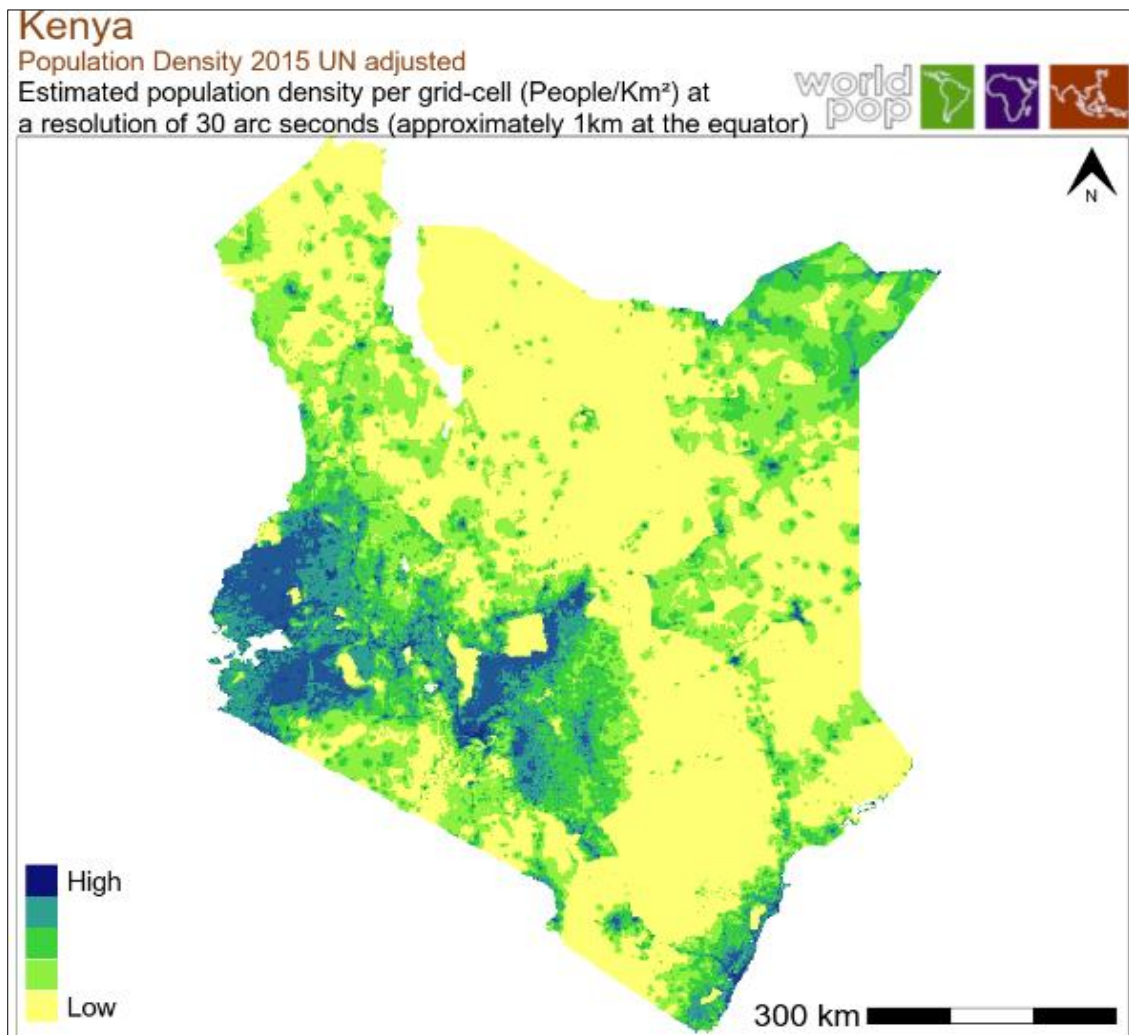 Kenya
Population Density 2015 UN adjusted
Estimated population density per grid-cell (People/Km²) at
a resolution of 30 arc seconds (approximately 1km at the equator)
world
pop
N
High
Low
300 km